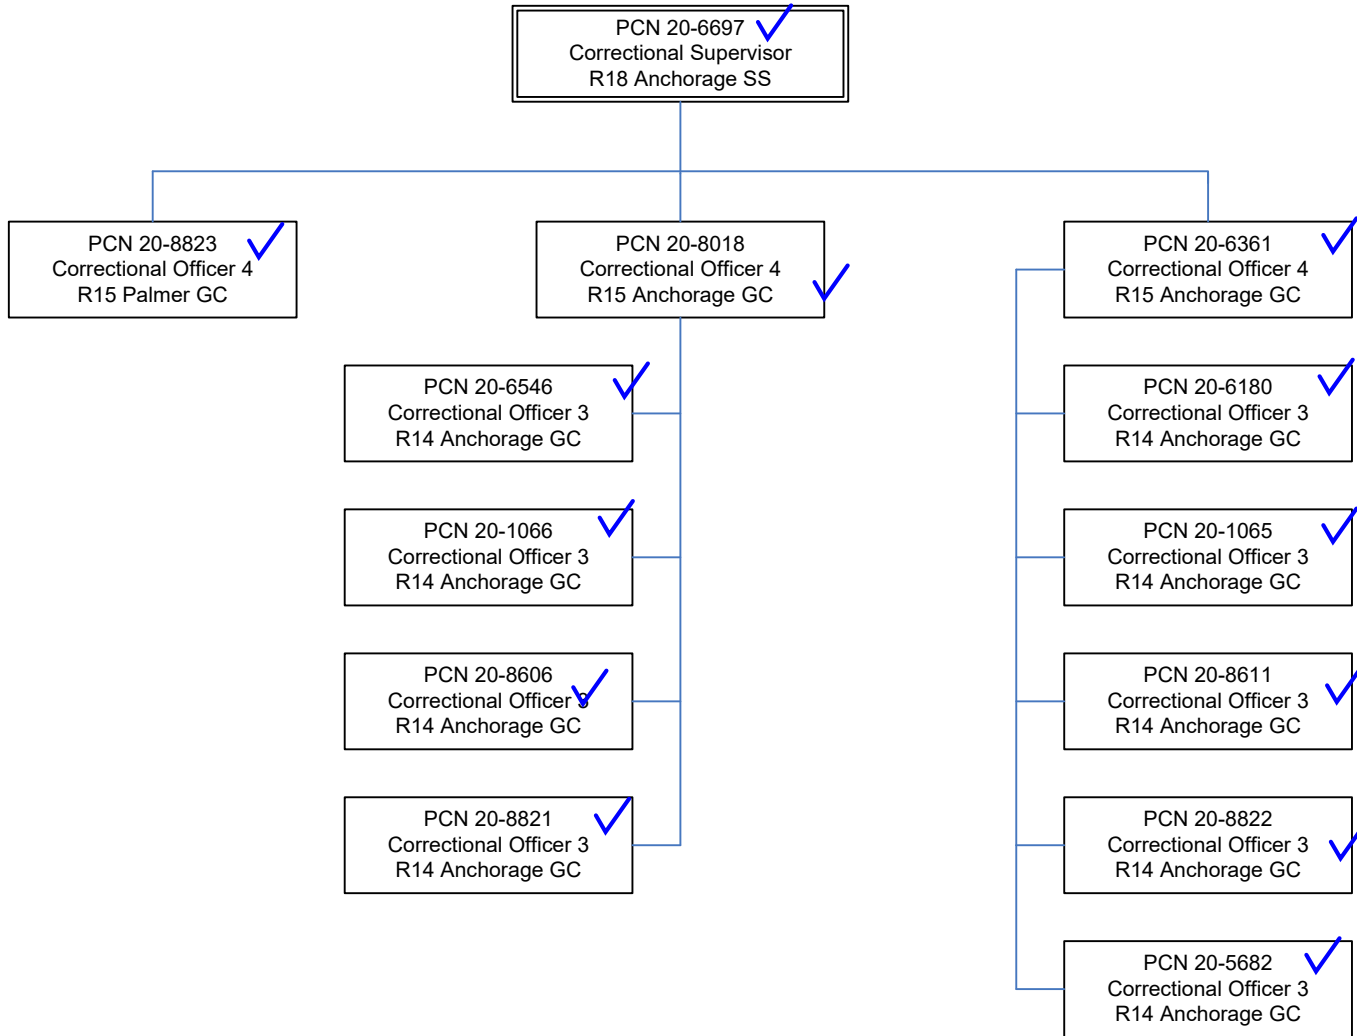 PCN 20-6697
Correctional Supervisor
R18 Anchorage SS
PCN 20-8823
Correctional Officer 4
R15 Palmer GC
PCN 20-8018
Correctional Officer 4
R15 Anchorage GC
PCN 20-6361
Correctional Officer 4
R15 Anchorage GC
PCN 20-6546
Correctional Officer 3
R14 Anchorage GC
PCN 20-1066
Correctional Officer 3
R14 Anchorage GC
PCN 20-8606
Correctional Officer 3
R14 Anchorage GC
PCN 20-8821
Correctional Officer 3
R14 Anchorage GC
PCN 20-6180
Correctional Officer 3
R14 Anchorage GC
PCN 20-1065
Correctional Officer 3
R14 Anchorage GC
PCN 20-8611
Correctional Officer 3
R14 Anchorage GC
PCN 20-8822
Correctional Officer 3
R14 Anchorage GC
PCN 20-5682
Correctional Officer 3
R14 Anchorage GC